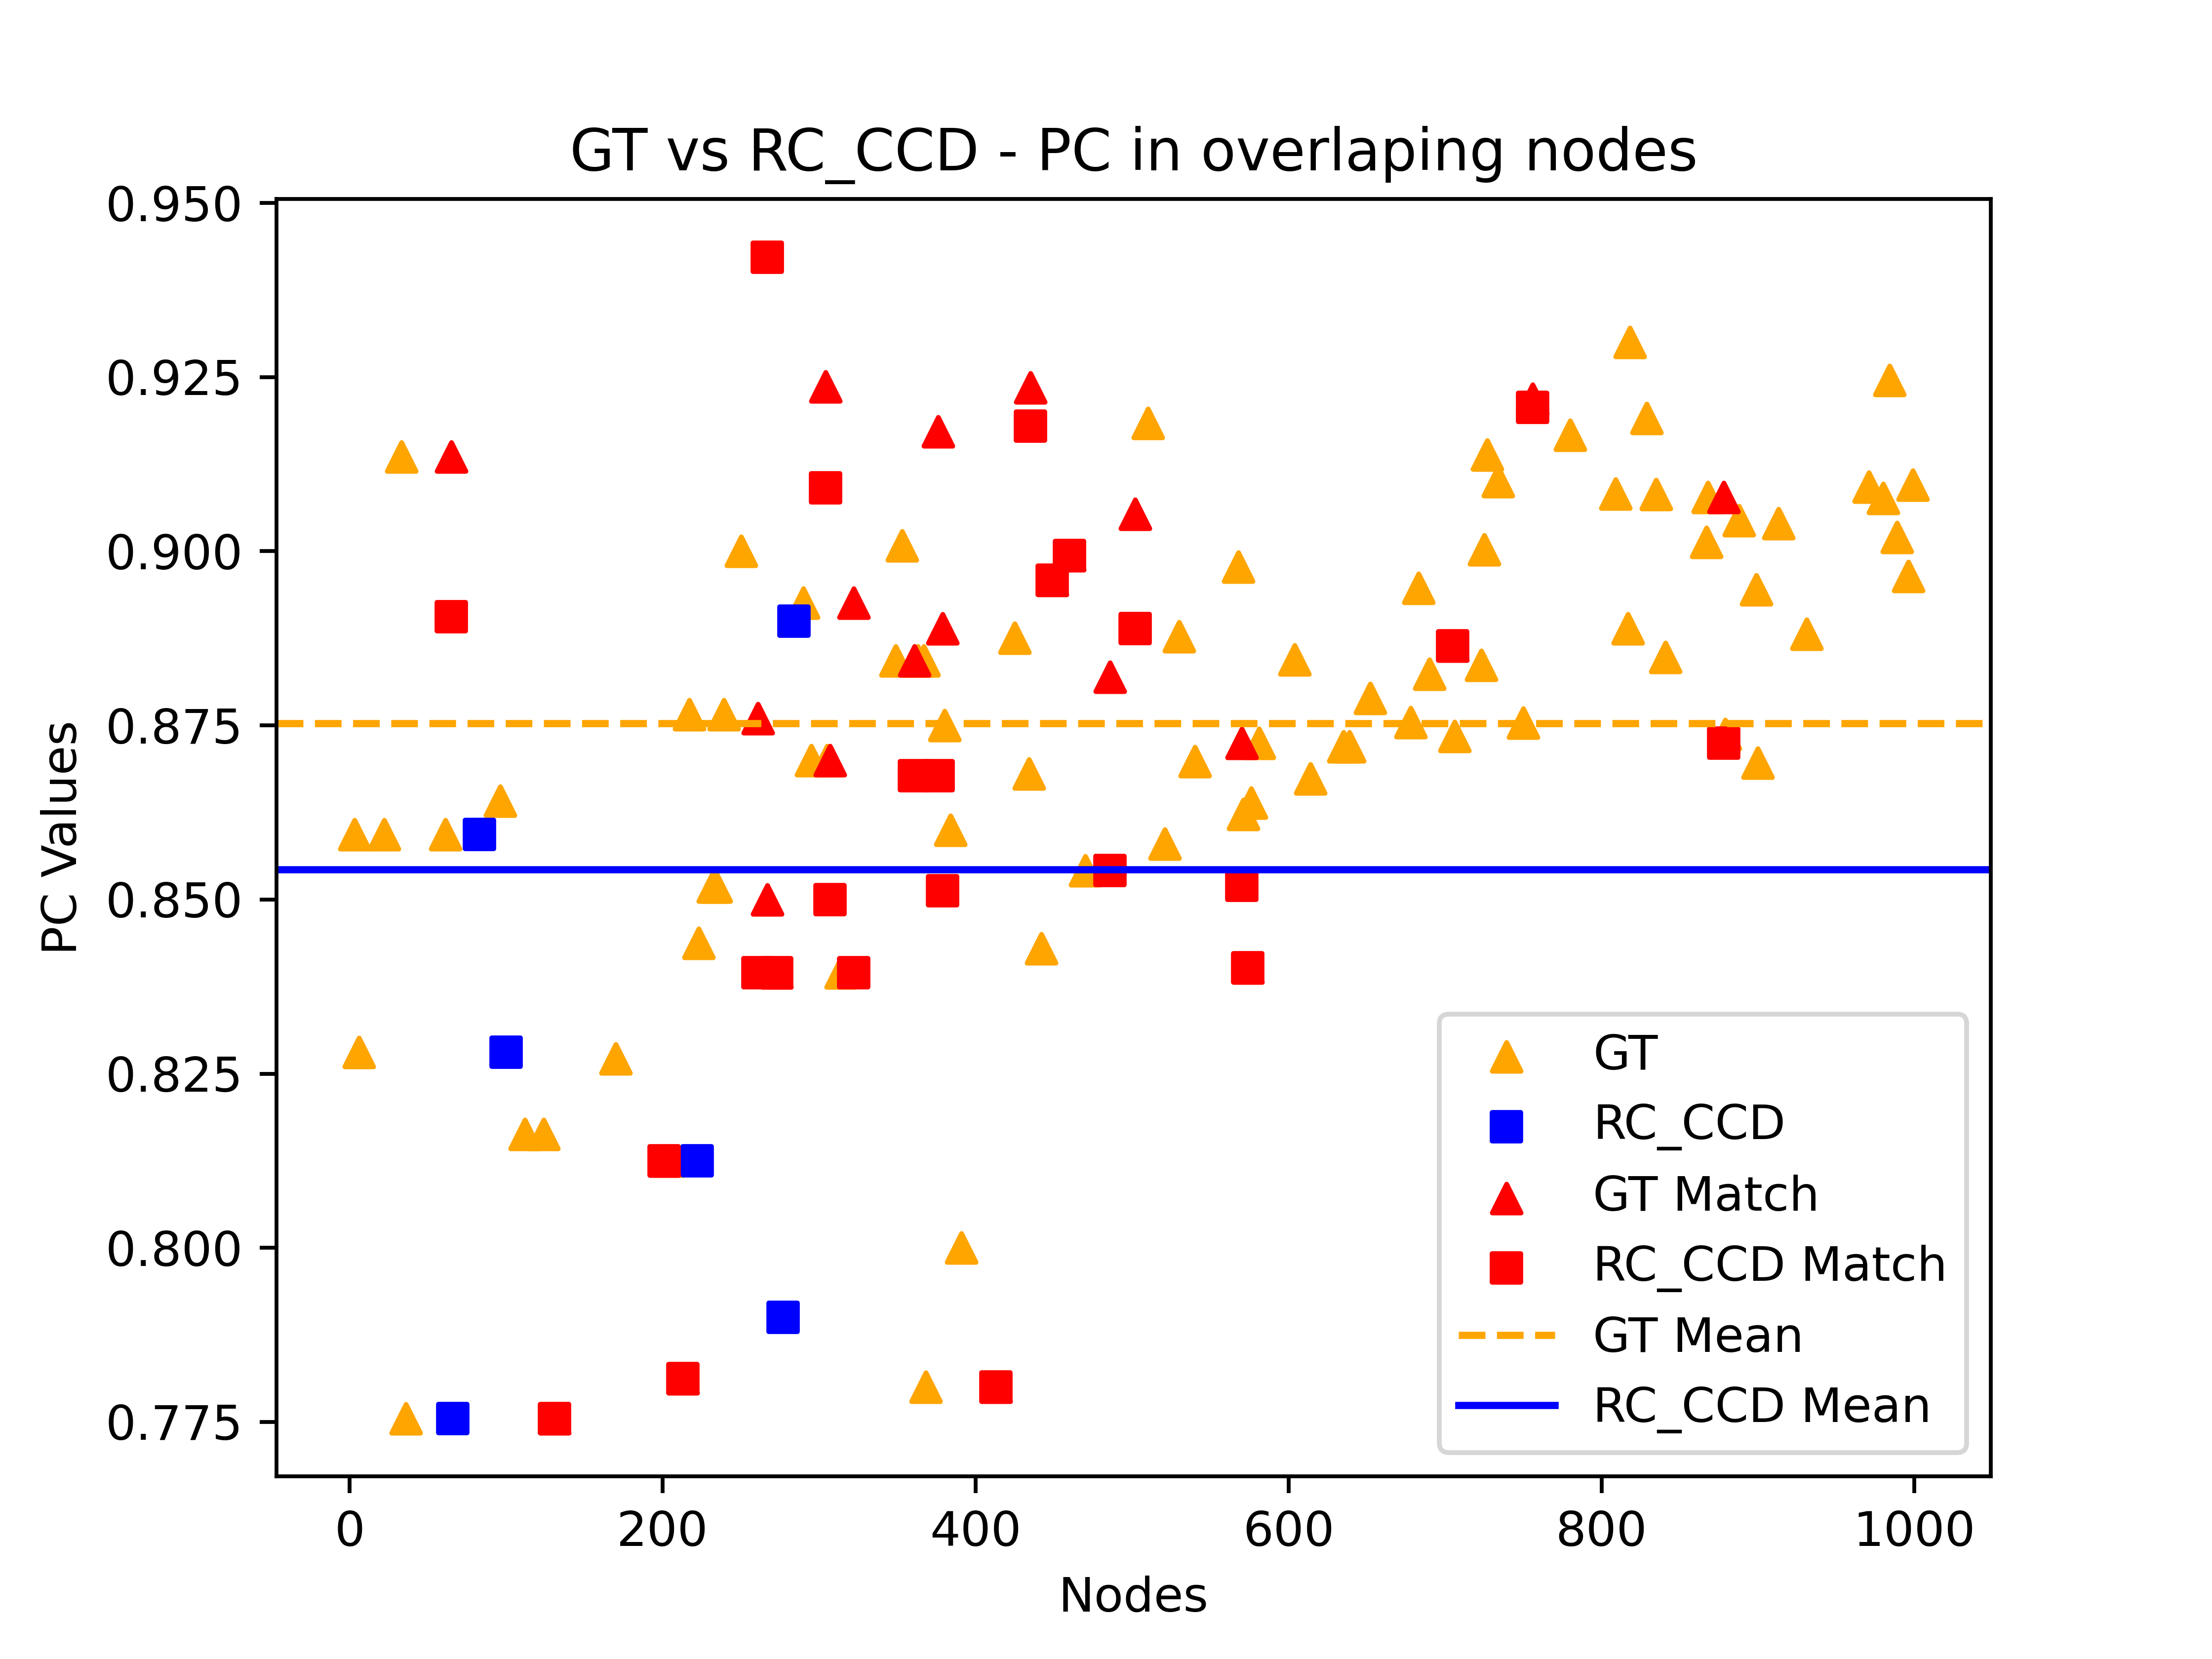 GT vs RC_CCD - PC in overlaping nodes
0.950
0.925
0.900
0.875
0.850
0.825
0.800
0.775
PC Values
0 200 400 600 800 1000
Nodes
GT
RC_CCD
GT Match
RC_CCD Match
GT Mean
RC_CCD Mean